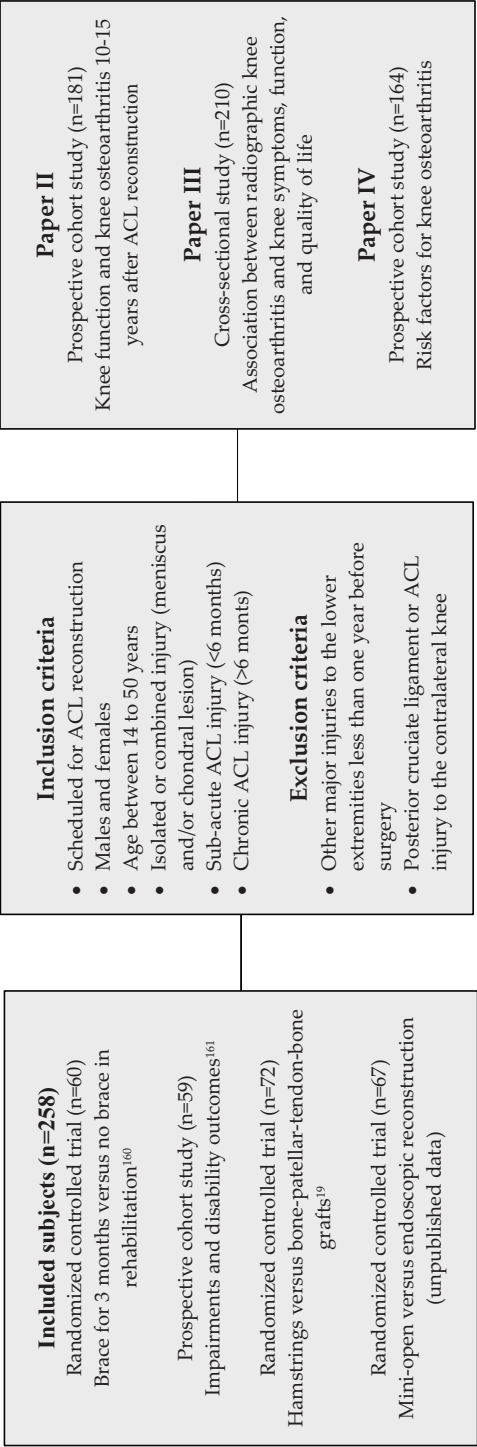 Included subjects (n=258)
Randomized controlled trial (n=60)
Brace for 3 months versus no brace in
rehabilitation160
Prospective cohort study (n=59)
Impairments and disability outcomes161
Randomized controlled trial (n=72)
Hamstrings versus bone-patellar-tendon-bone
grafts19
Randomized controlled trial (n=67)
Mini-open versus endoscopic reconstruction
(unpublished data)
Inclusion criteria
• Scheduled for ACL reconstruction
• Males and females
• Age between 14 to 50 years
• Isolated or combined injury (meniscus
and/or chondral lesion)
• Sub-acute ACL injury (<6 months)
• Chronic ACL injury (>6 monts)
Exclusion criteria
• Other major injuries to the lower
extremities less than one year before
surgery
• Posterior cruciate ligament or ACL
injury to the contralateral knee
Paper II
Prospective cohort study (n=181)
Knee function and knee osteoarthritis 10-15
years after ACL reconstruction
Paper III
Cross-sectional study (n=210)
Association between radiographic knee
osteoarthritis and knee symptoms, function,
and quality of life
Paper IV
Prospective cohort study (n=164)
Risk factors for knee osteoarthritis